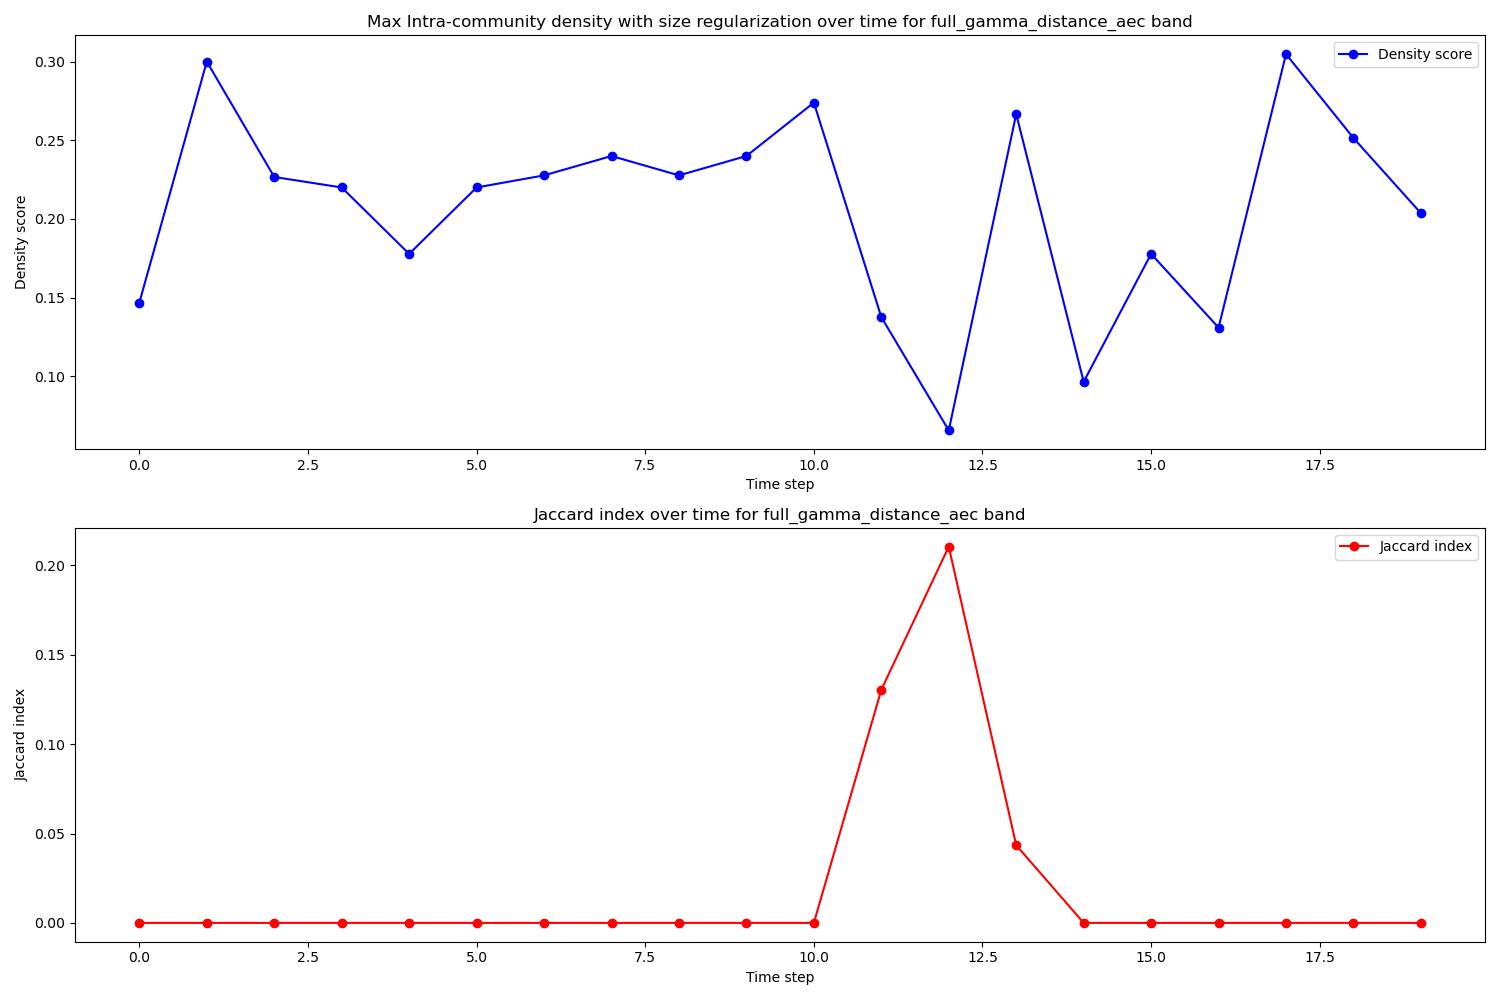 Max Intra-community density with size regularization over time for full_gamma_distance_aec band
Density score
0.30
0.25
0.20
0.15
0.10
Density score
0.0 2.5 5.0 7.5 10.0 12.5 15.0 17.5
Time step
Jaccard index over time for full_gamma_distance_aec band
Jaccard index
0.20
0.15
0.10
0.05
0.00
Jaccard index
0.0 2.5 5.0 7.5 10.0 12.5 15.0 17.5
Time step